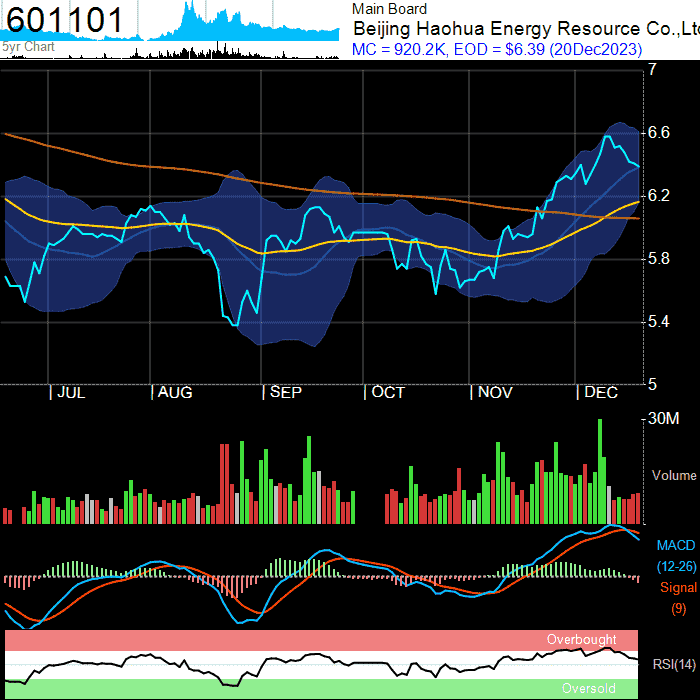 601101
5yr Chart
Main Board
Beijing Haohua Energy Resource Co.,Ltd
MC = 920.2K, EOD = $6.39 (20Dec2023)
7
6.6
6.2
5.8
5.4
5
JUL
AUG
SEP
OCT
NOV
DEC
30M
Volume
MACD
(12-26)
Signal
(9)
Overbought
RSI(14)
Oversold